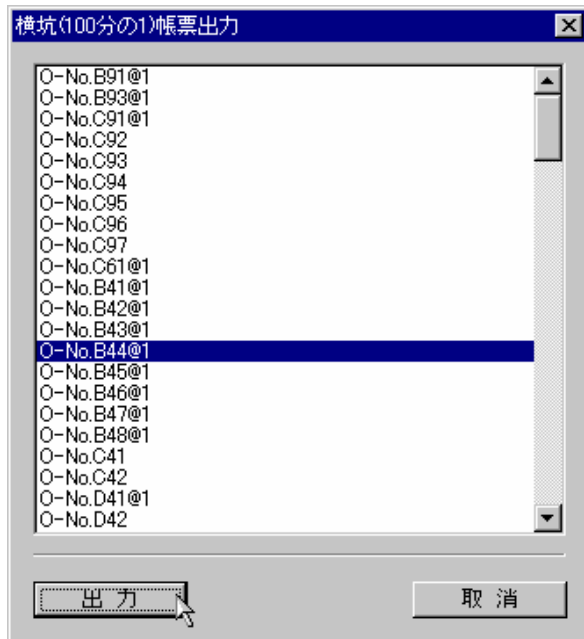 横坑(100分の1)帳票出力
O-No.B91@1
O-No.B93@1
O-No.C91@1
O-No.C92
O-No.C93
O-No.C94
O-No.C95
O-No.C96
O-No.C97
O-No.C61@1
O-No.B41@1
O-No.B42@1
O-No.B43@1
O-No.B44@1
O-No.B45@1
O-No.B46@1
O-No.B47@1
O-No.B48@1
O-No.C41
O-No.C42
O-No.D41@1
O-No.D42
出 力 取 消